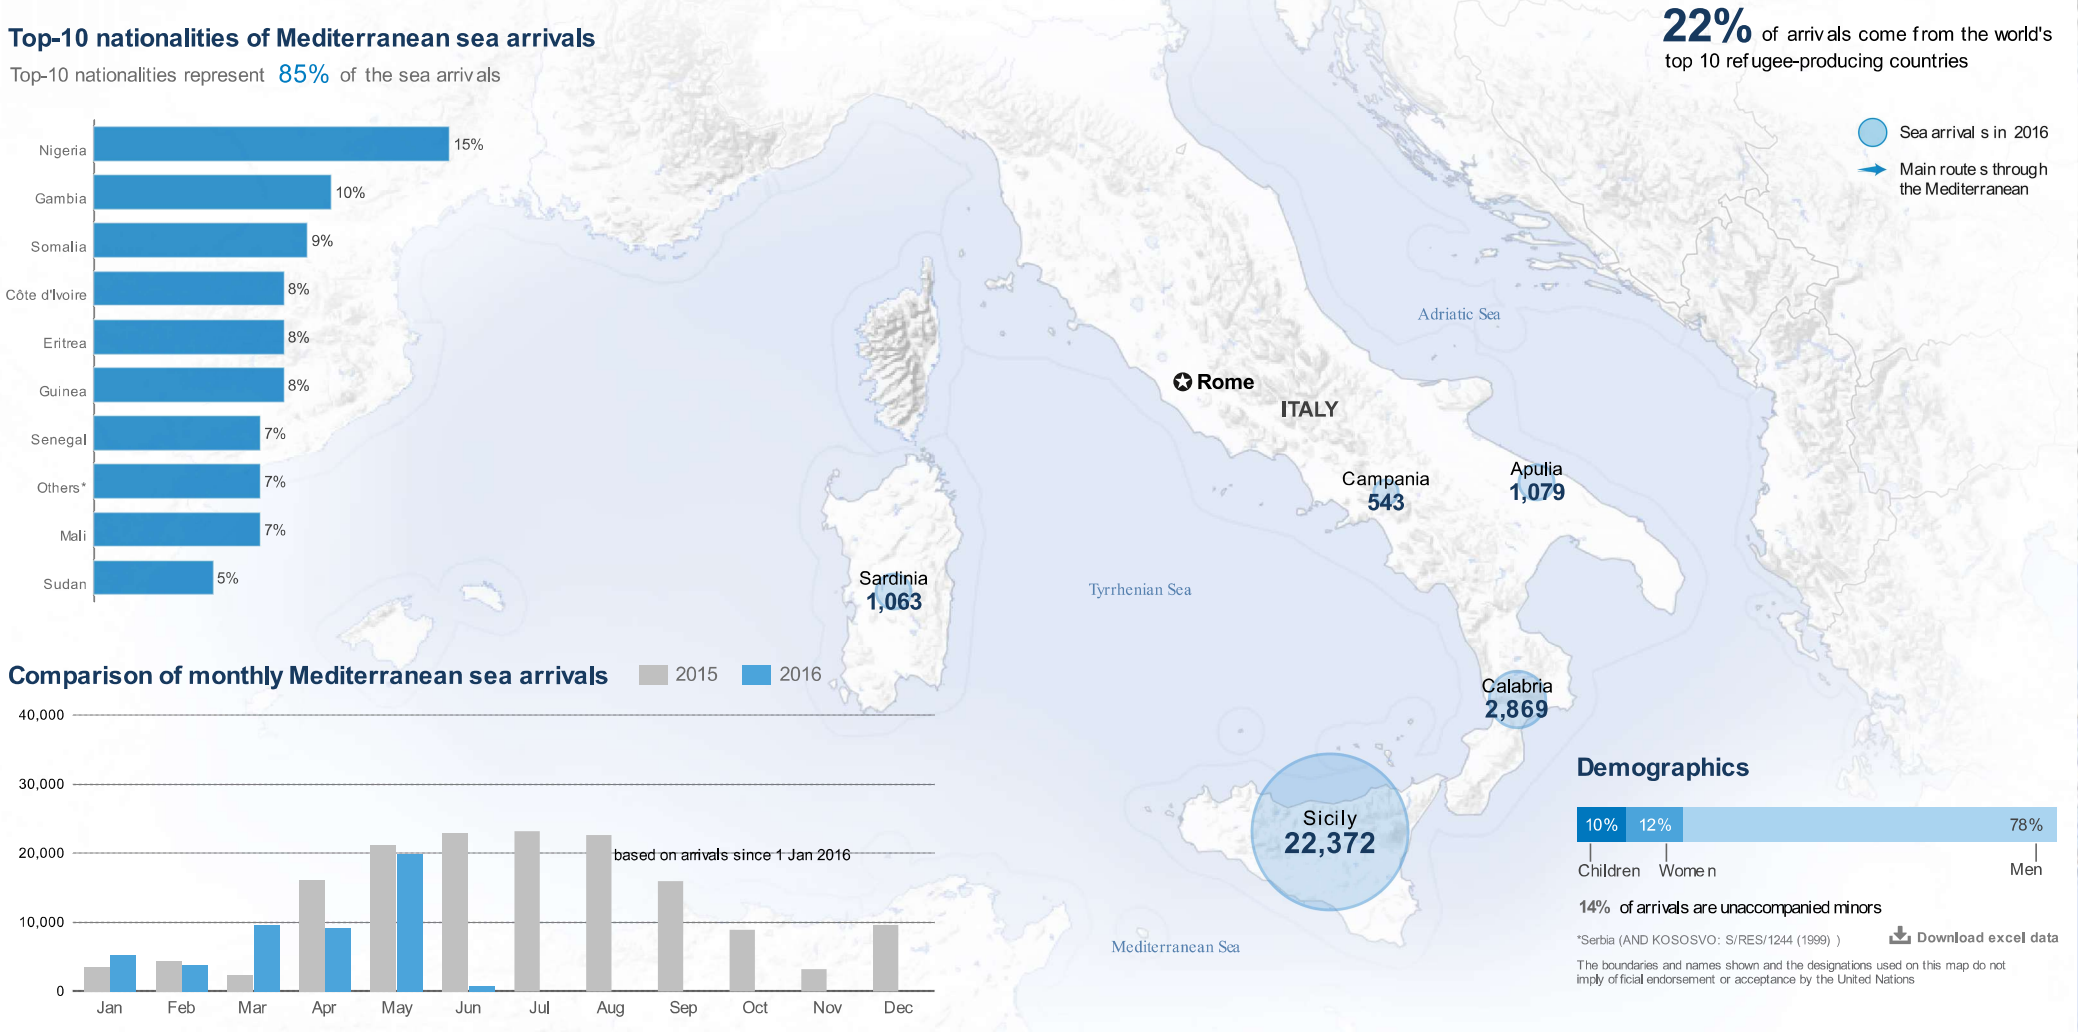 Top-10 nationalities of Mediterranean sea arrivals
Top-10 nationalities represent 85% of the sea arrivals
Nigeria 15%
Gambia 10%
Somalia 9%
Côte d'Ivoire 8%
Eritrea 8%
Guinea 8%
Senegal 7%
Others* 7%
Mali 7%
Sudan 5%
22% of arrivals come from the world's
top 10 refugee-producing countries
Sea arrivals in 2016
Main routes through
the Mediterranean
Adriatic Sea
Rome
ITALY
Campania
543
Apulia
1,079
Sardinia
1,063
Tyrrhenian Sea
Calabria
2,869
Sicily
22,372
Mediterranean Sea
Comparison of monthly Mediterranean sea arrivals 2015 2016
40,000
30,000
20,000
based on arrivals since 1 Jan 2016
10,000
0
Jan Feb Mar Apr May Jun Jul Aug Sep Oct Nov Dec
Demographics
10% 12% 78%
Children Women Men
14% of arrivals are unaccompanied minors
*Serbia (AND KOSOSVO: S/RES/1244 (1999) )
Download excel data
The boundaries and names shown and the designations used on this map do not
imply official endorsement or acceptance by the United Nations